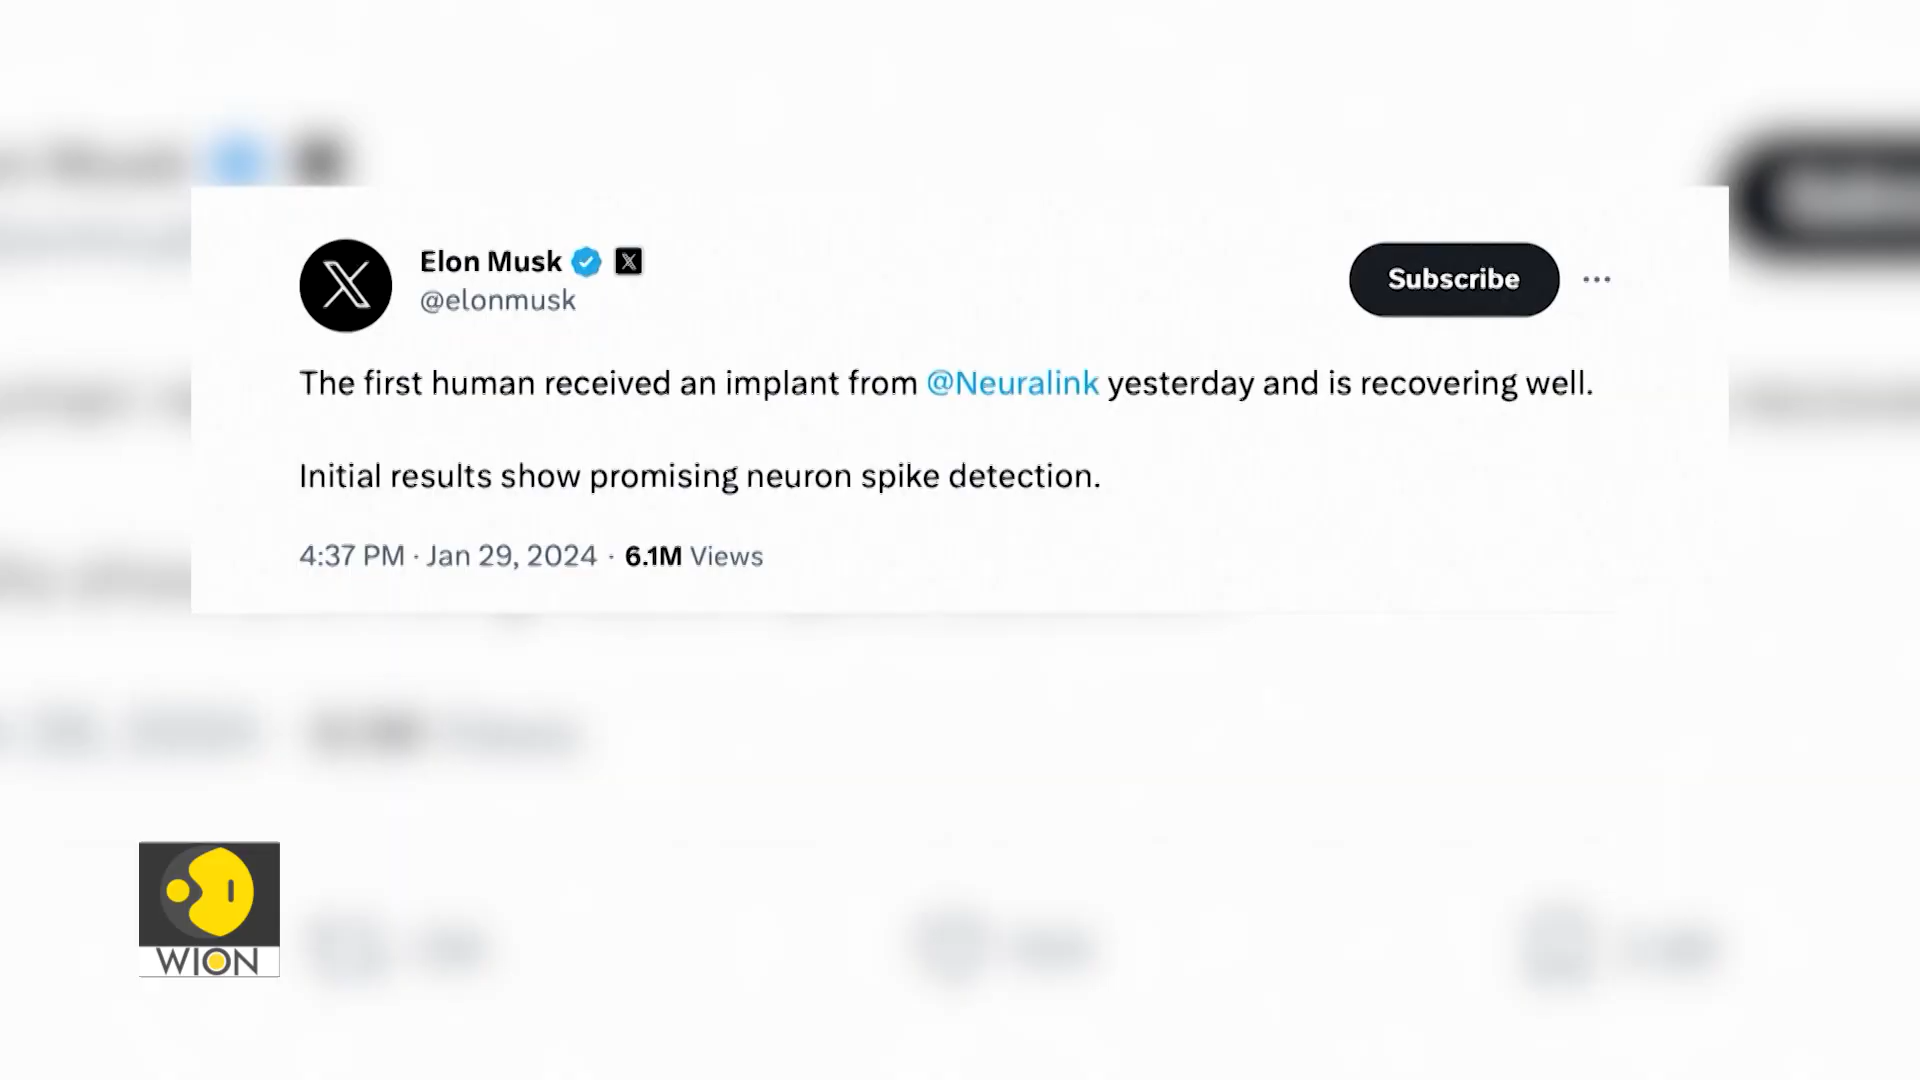 Elon Musk
@elonmusk
Subscribe
The first human received an implant from @Neuralink yesterday and is recovering well.
Initial results show promising neuron spike detection.
4:37 PM · Jan 29, 2024 · 6.1M Views
WION